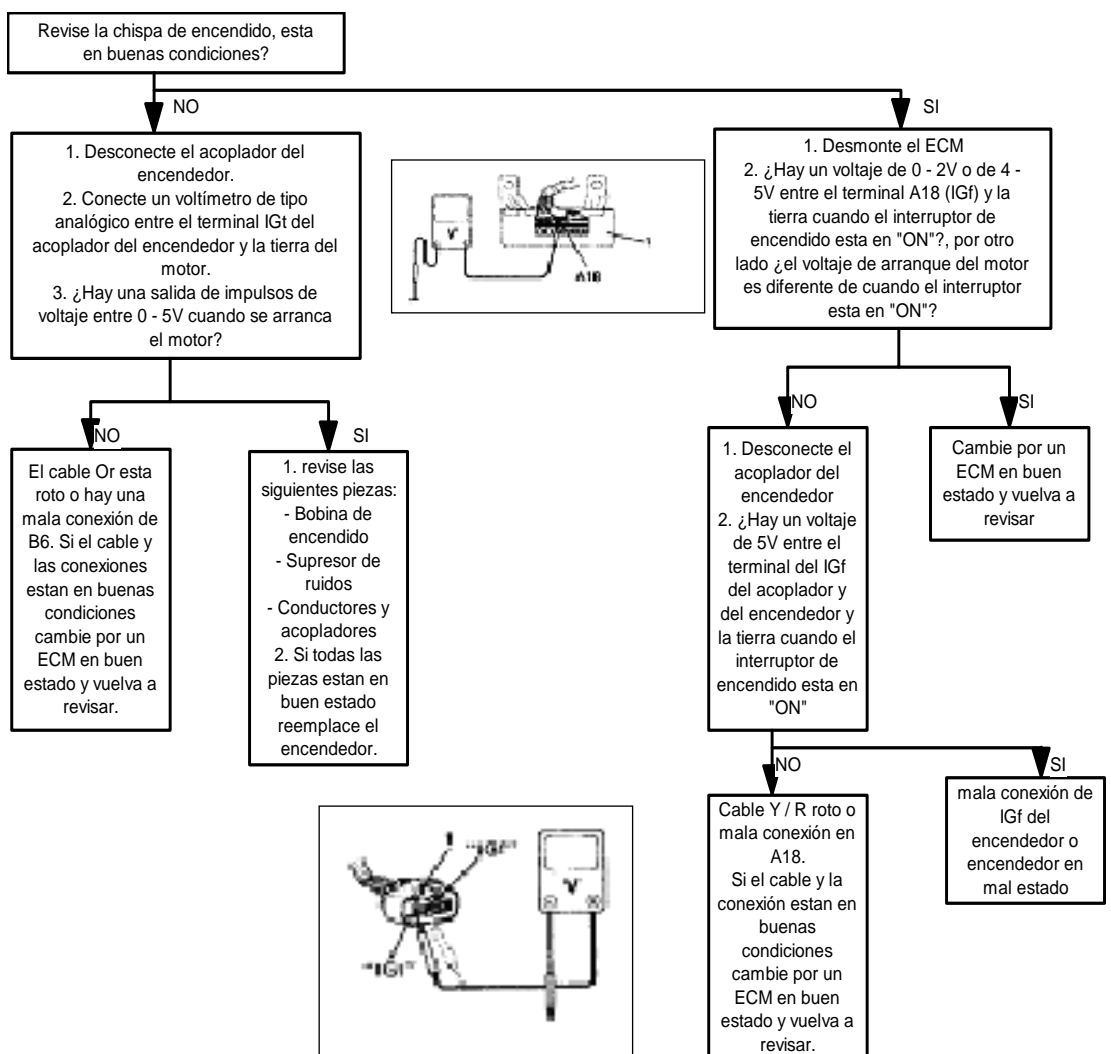 Revise la chispa de encendido, esta
en buenas condiciones?
NO
SI
1. Desconecte el acoplador del
encendedor.
2. Conecte un voltímetro de tipo
analógico entre el terminal IGt del
acoplador del encendedor y la tierra del
motor.
3. ¿Hay una salida de impulsos de
voltaje entre 0 - 5V cuando se arranca
el motor?
V
1
A18
1. Desmonte el ECM
2. ¿Hay un voltaje de 0 - 2V o de 4 -
5V entre el terminal A18 (IGf) y la
tierra cuando el interruptor de
encendido esta en "ON"?, por otro
lado ¿el voltaje de arranque del motor
es diferente de cuando el interruptor
esta en "ON"?
NO
SI
NO
SI
El cable Or esta
roto o hay una
mala conexión de
B6. Si el cable y
las conexiones
estan en buenas
condiciones
cambie por un
ECM en buen
estado y vuelva a
revisar.
1. revise las
siguientes piezas:
- Bobina de
encendido
- Supresor de
ruidos
- Conductores y
acopladores
2. Si todas las
piezas estan en
buen estado
reemplace el
encendedor.
1. Desconecte el
acoplador del
encendedor
2. ¿Hay un voltaje
de 5V entre el
terminal del IGf
del acoplador y
del encendedor y
la tierra cuando el
interruptor de
encendido esta en
"ON"
Cambie por un
ECM en buen
estado y vuelva a
revisar
NO
SI
Cable Y / R roto o
mala conexión en
A18.
Si el cable y la
conexión estan en
buenas
condiciones
cambie por un
ECM en buen
estado y vuelva a
revisar.
mala conexión de
IGf del
encendedor o
encendedor en
mal estado
V